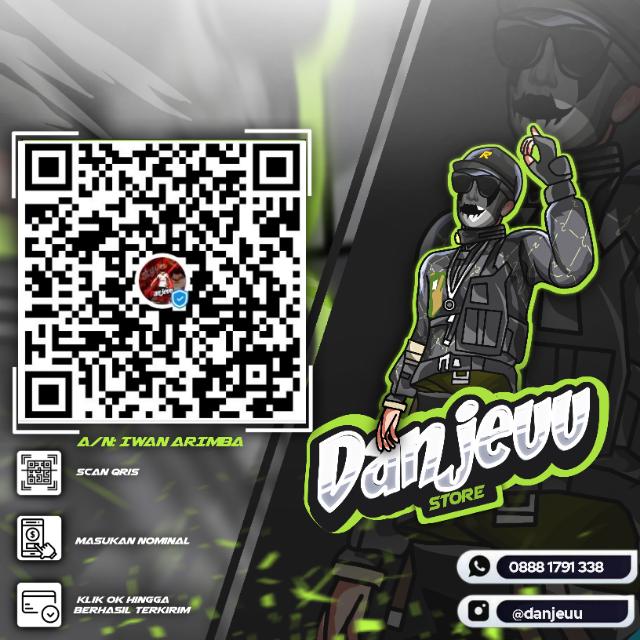 A/N: IWAN ARIMBA
SCAN QRIS
MASUKAN NOMINAL
KLIK OK HINGGA
BERHASIL TERKIRIM
Danjeuu
STORE
0888 1791 338
@danjeuu